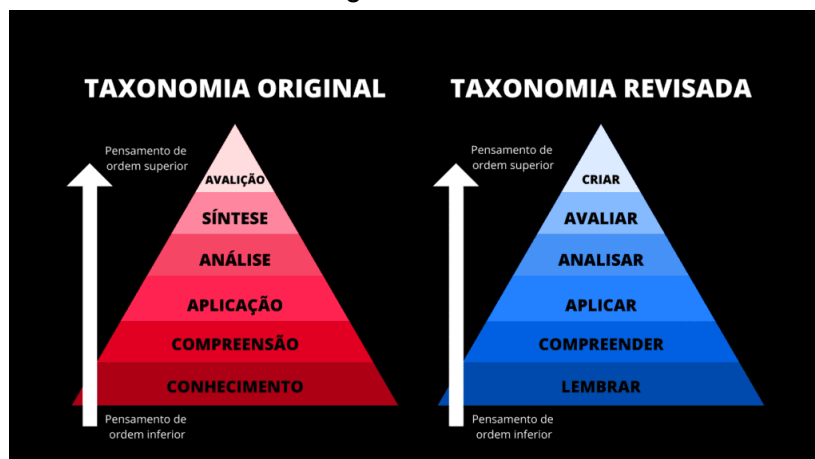 TAXONOMIA ORIGINAL
Pensamento de
ordem superior
AVALIÇÃO
SÍNTESE
ANÁLISE
APLICAÇÃO
COMPREENSÃO
CONHECIMENTO
Pensamento de
ordem inferior
TAXONOMIA REVISADA
Pensamento de
ordem superior
CRIAR
AVALIAR
ANALISAR
APLICAR
COMPREENDER
LEMBRAR
Pensamento de
ordem inferior